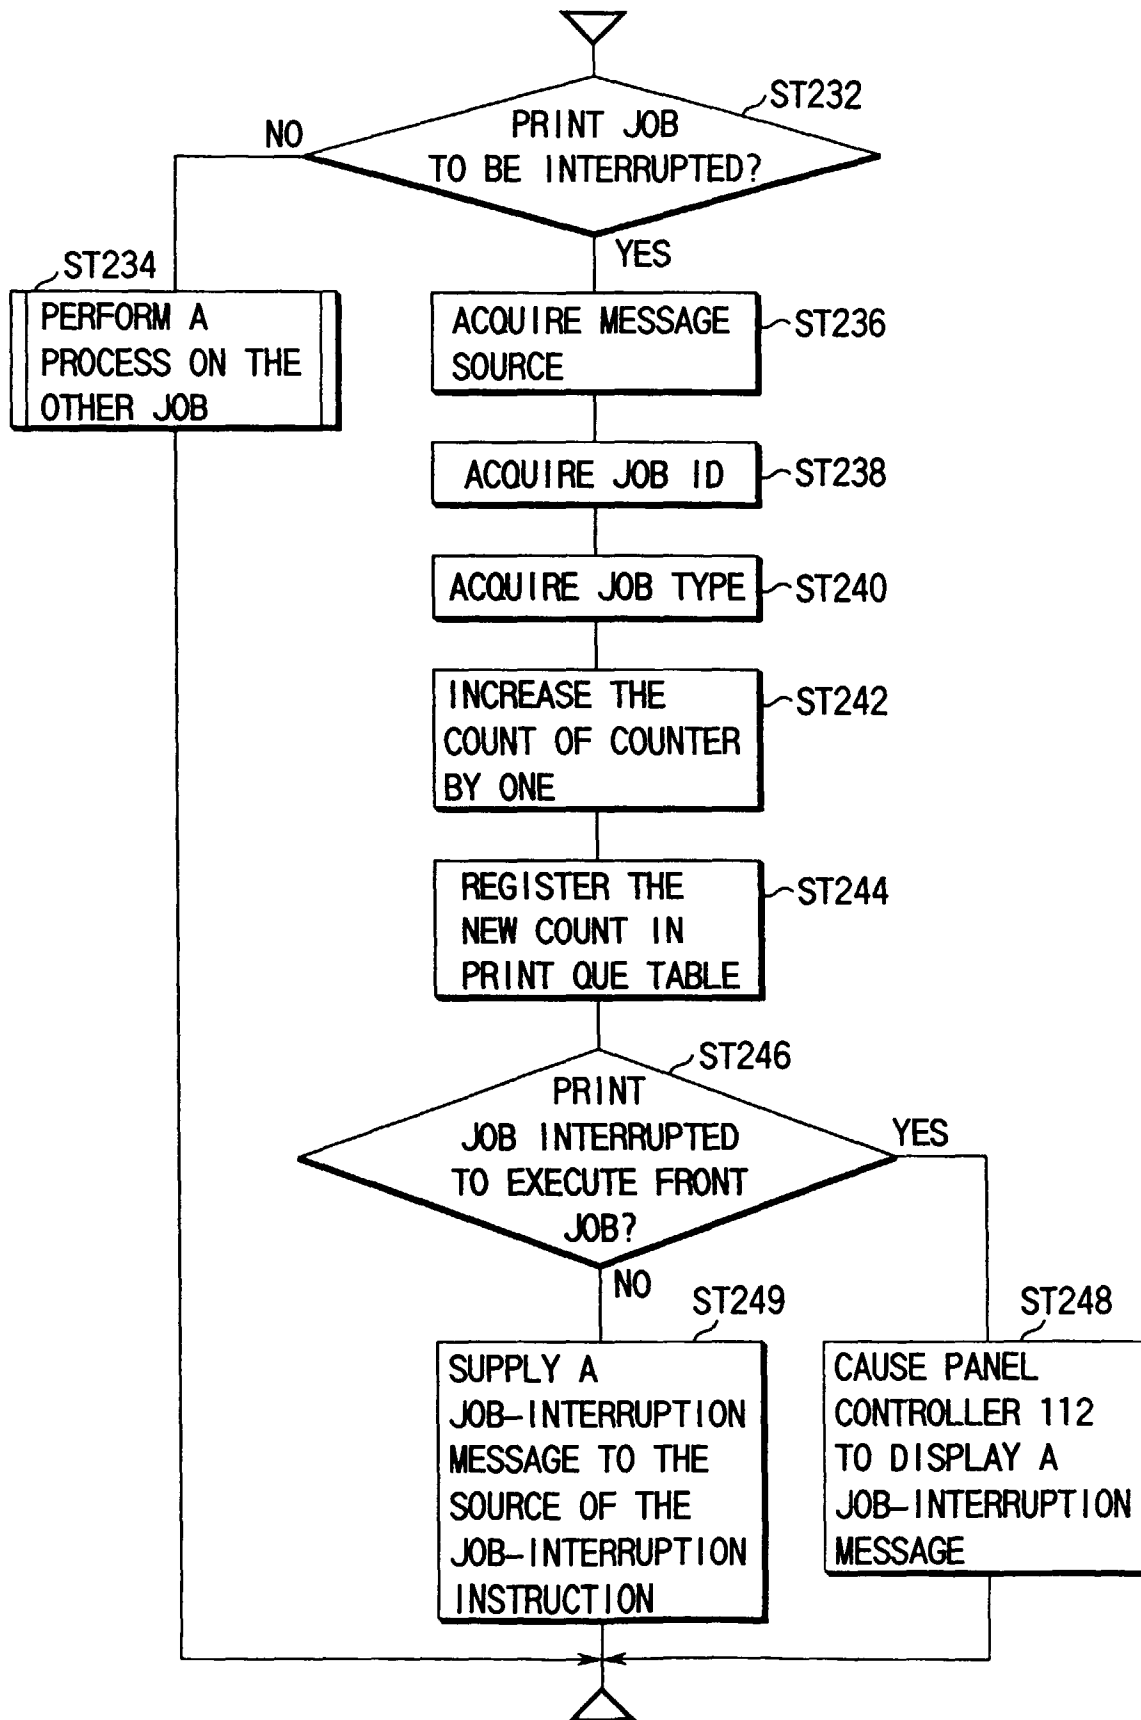 ST232
PRINT JOB
TO BE INTERRUPTED?
NO
YES
ST234
PERFORM A
PROCESS ON THE
OTHER JOB
ACQUIRE MESSAGE
SOURCE
ST236
ACQUIRE JOB ID
ST238
ACQUIRE JOB TYPE
ST240
INCREASE THE
COUNT OF COUNTER
BY ONE
ST242
REGISTER THE
NEW COUNT IN
PRINT QUE TABLE
ST244
ST246
PRINT
JOB INTERRUPTED
TO EXECUTE FRONT
JOB?
YES
NO
ST249
SUPPLY A
JOB-INTERRUPTION
MESSAGE TO THE
SOURCE OF THE
JOB-INTERRUPTION
INSTRUCTION
ST248
CAUSE PANEL
CONTROLLER 112
TO DISPLAY A
JOB-INTERRUPTION
MESSAGE